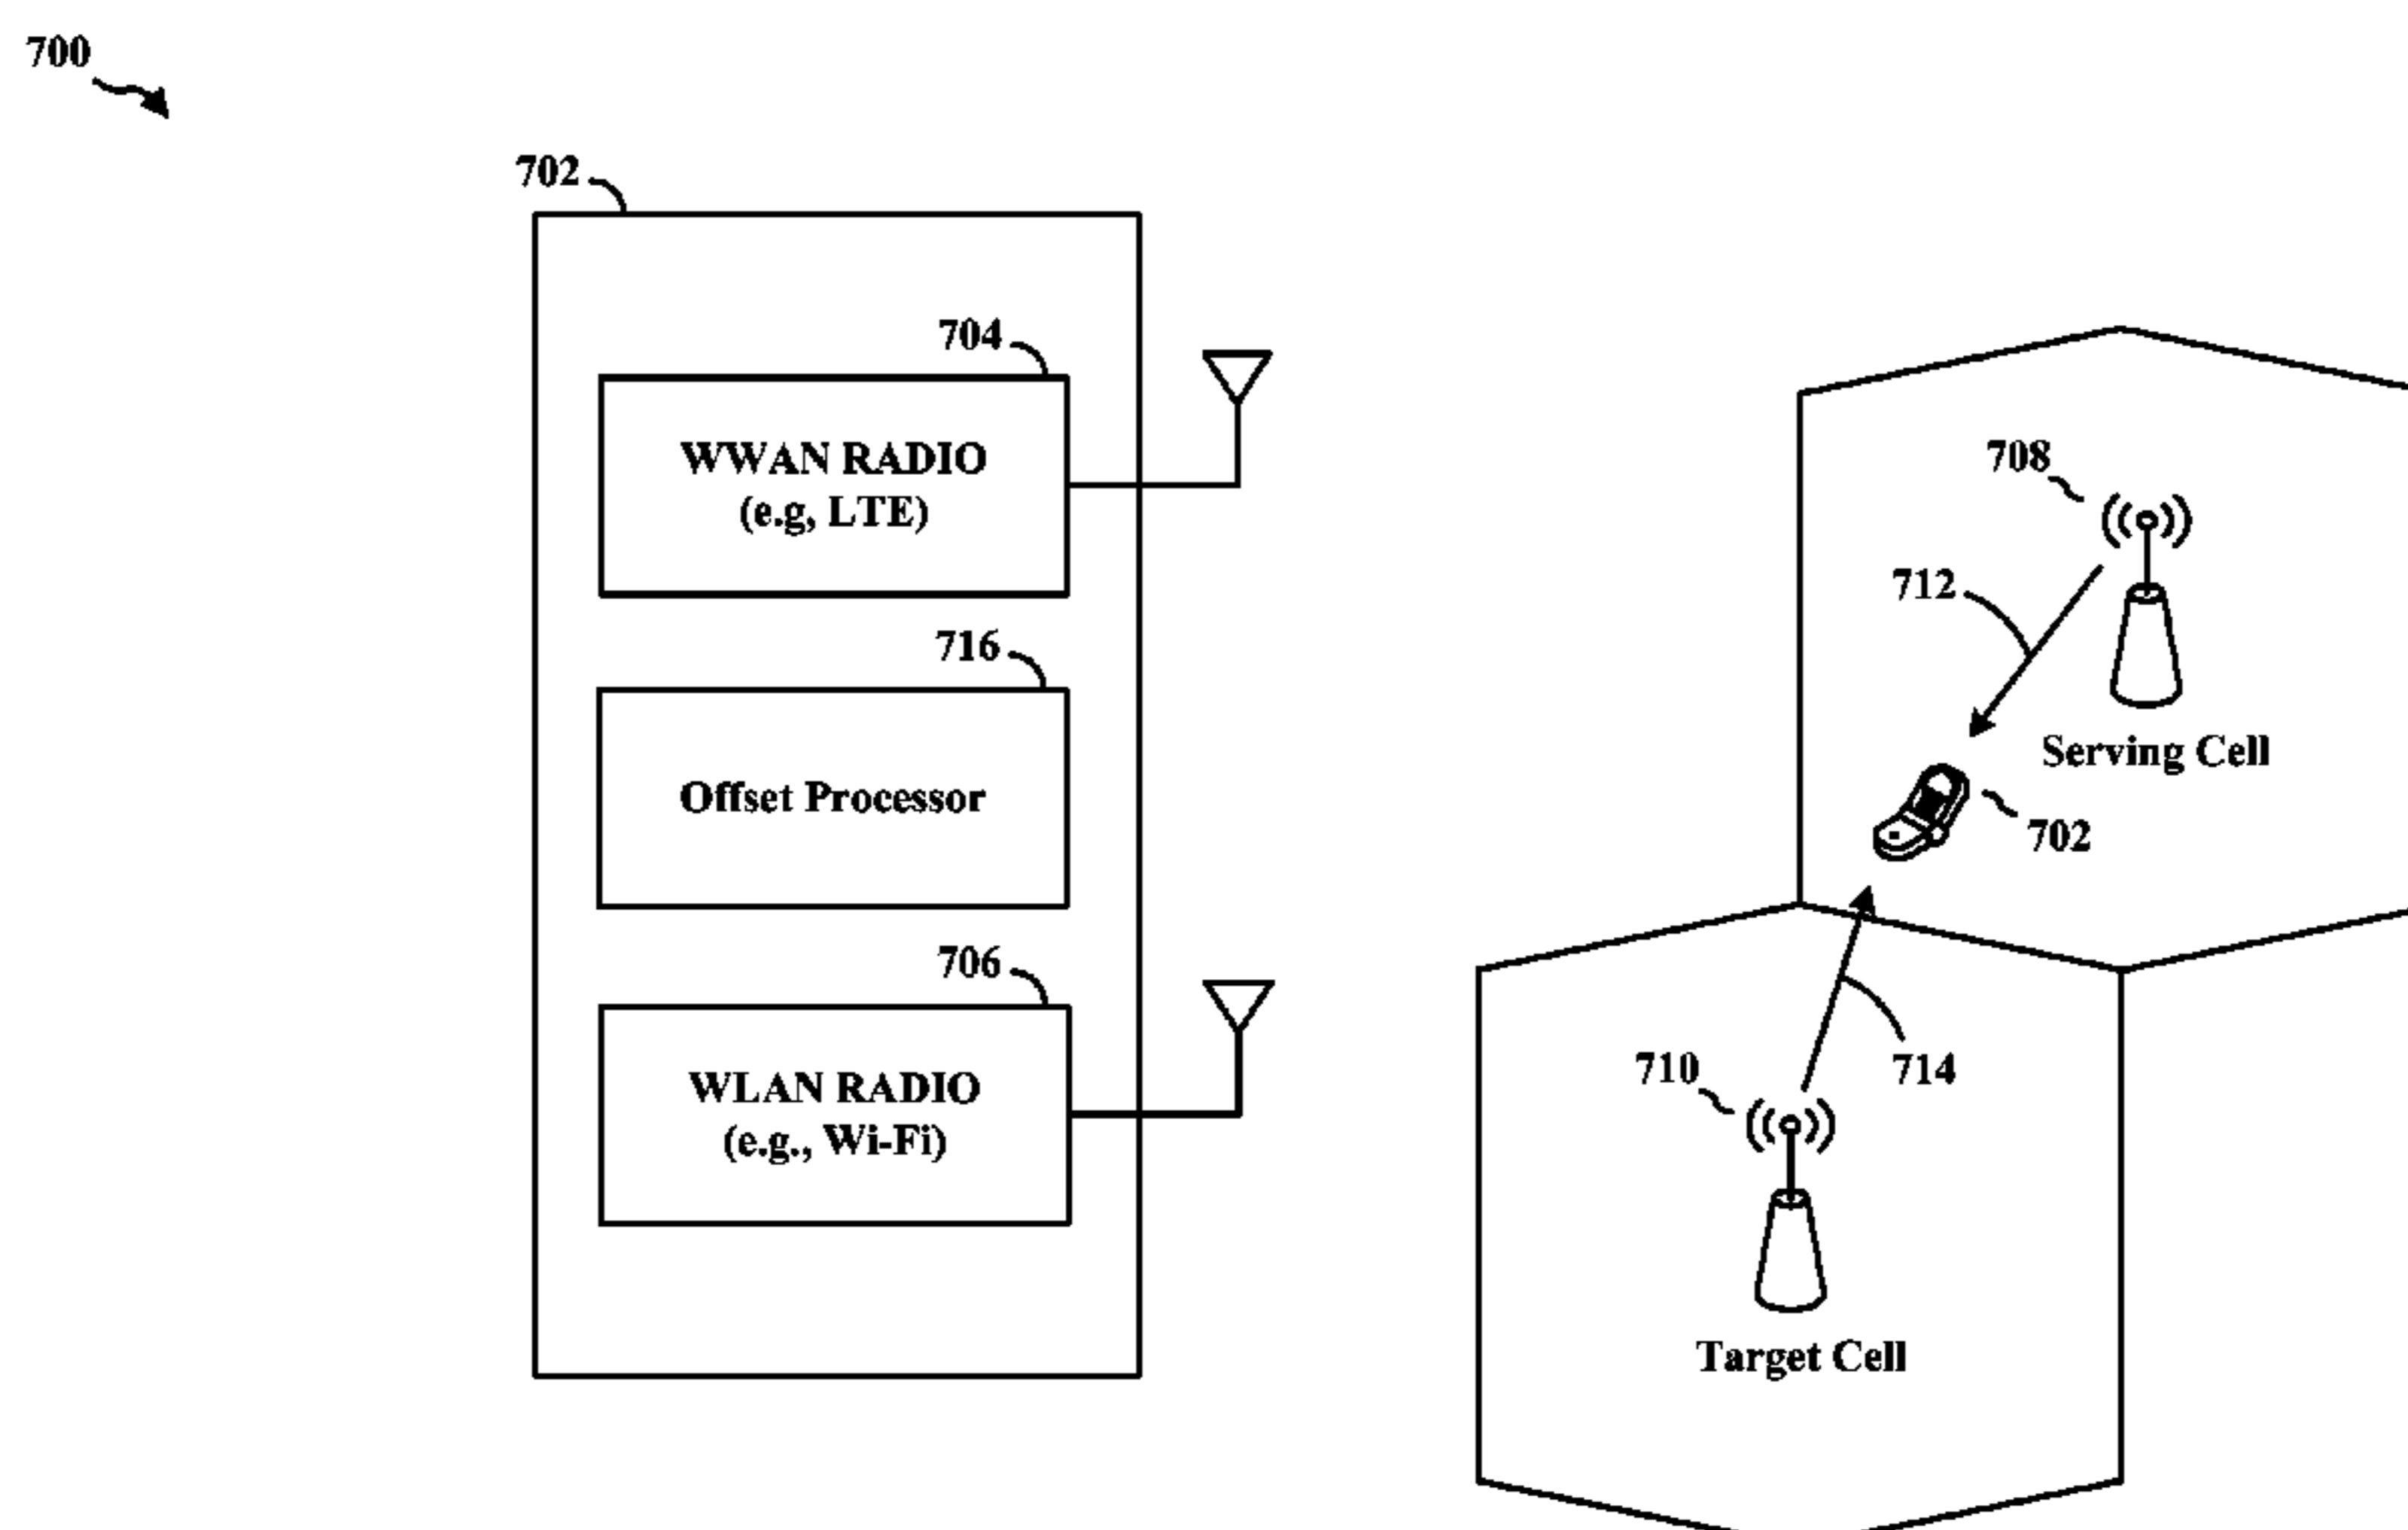 700
702
704
WWAN RADIO
(e.g, LTE)
716
Offset Processor
706
WLAN RADIO
(e.g., Wi-Fi)
708
712
Serving Cell
702
714
710
Target Cell